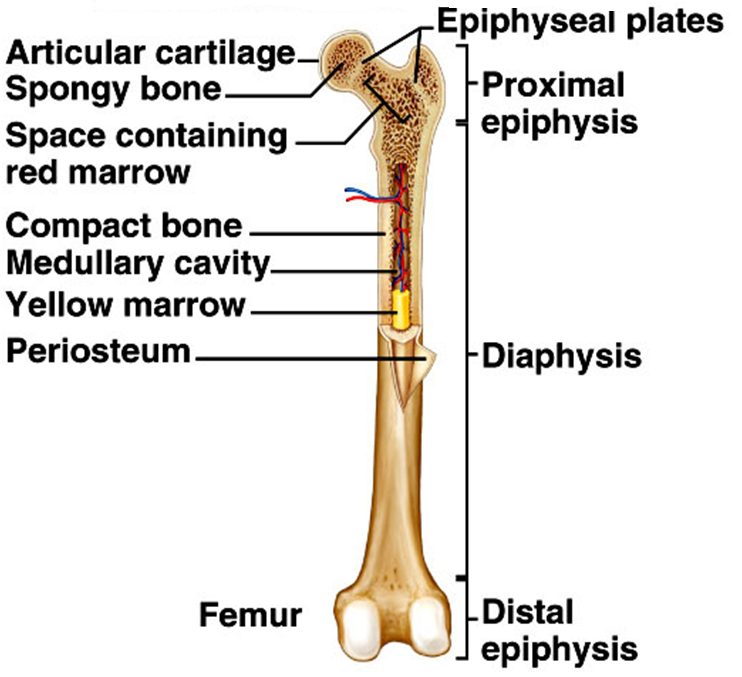 Epiphyseal plates
Articular cartilage
Spongy bone
Proximal
epiphysis
Space containing
red marrow
Compact bone
Medullary cavity
Yellow marrow
Periosteum
Diaphysis
Femur
Distal
epiphysis